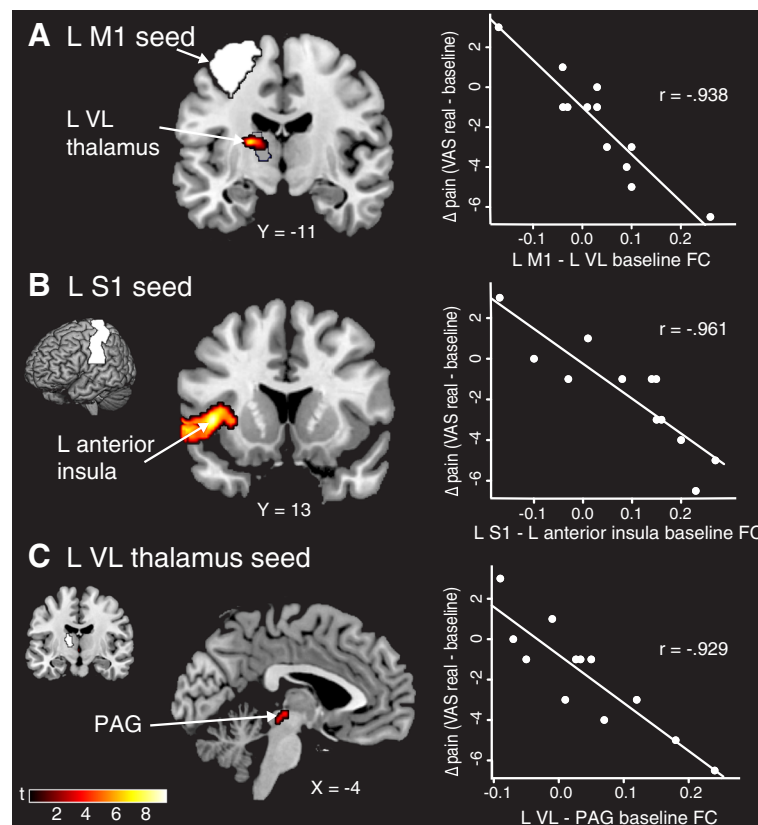 A L M1 seed
L VL
thalamus
Y = -11
Δ pain (VAS real - baseline)
2
0
-2
-4
-6
r = -.938
-0.1 0.0 0.1 0.2
L M1 - L VL baseline FC
B L S1 seed
L anterior
insula
Y = 13
Δ pain (VAS real - baseline)
2
0
-2
-4
-6
r = -.961
-0.1 0.0 0.1 0.2
L S1 - L anterior insula baseline FC
C L VL thalamus seed
PAG
X = -4
t
2 4 6 8
Δ pain (VAS real - baseline)
2
0
-2
-4
-6
r = -.929
-0.1 0.0 0.1 0.2
L VL - PAG baseline FC